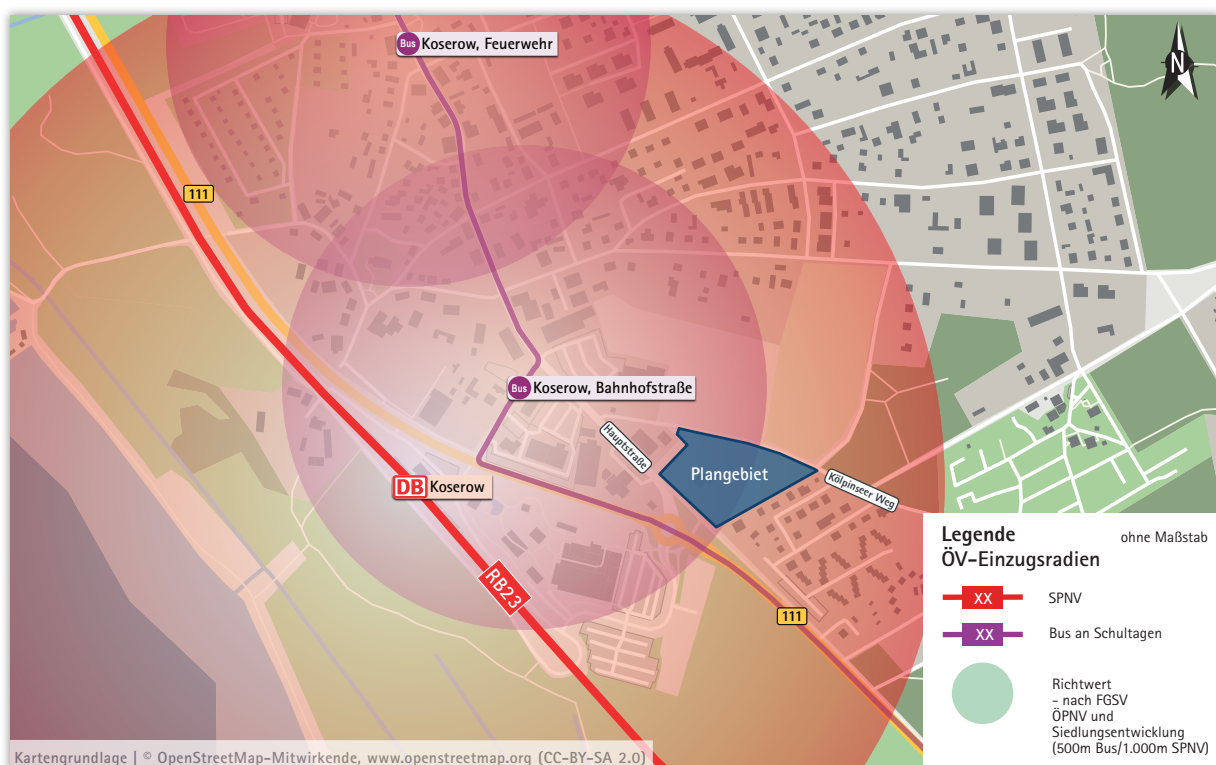 Bus Koserow, Feuerwehr
N
111
Bus Koserow, Bahnhofstraße
Hauptstraße
Plangebiet
Kölpinseer Weg
DB Koserow
RB23
111
Legende ohne Maßstab
ÖV-Einzugsradien
XX SPNV
XX Bus an Schultagen
Richtwert
- nach FGSV
ÖPNV und
Siedlungsentwicklung
(500m Bus/1.000m SPNV)
Kartengrundlage | © OpenStreetMap-Mitwirkende, www.openstreetmap.org (CC-BY-SA 2.0)